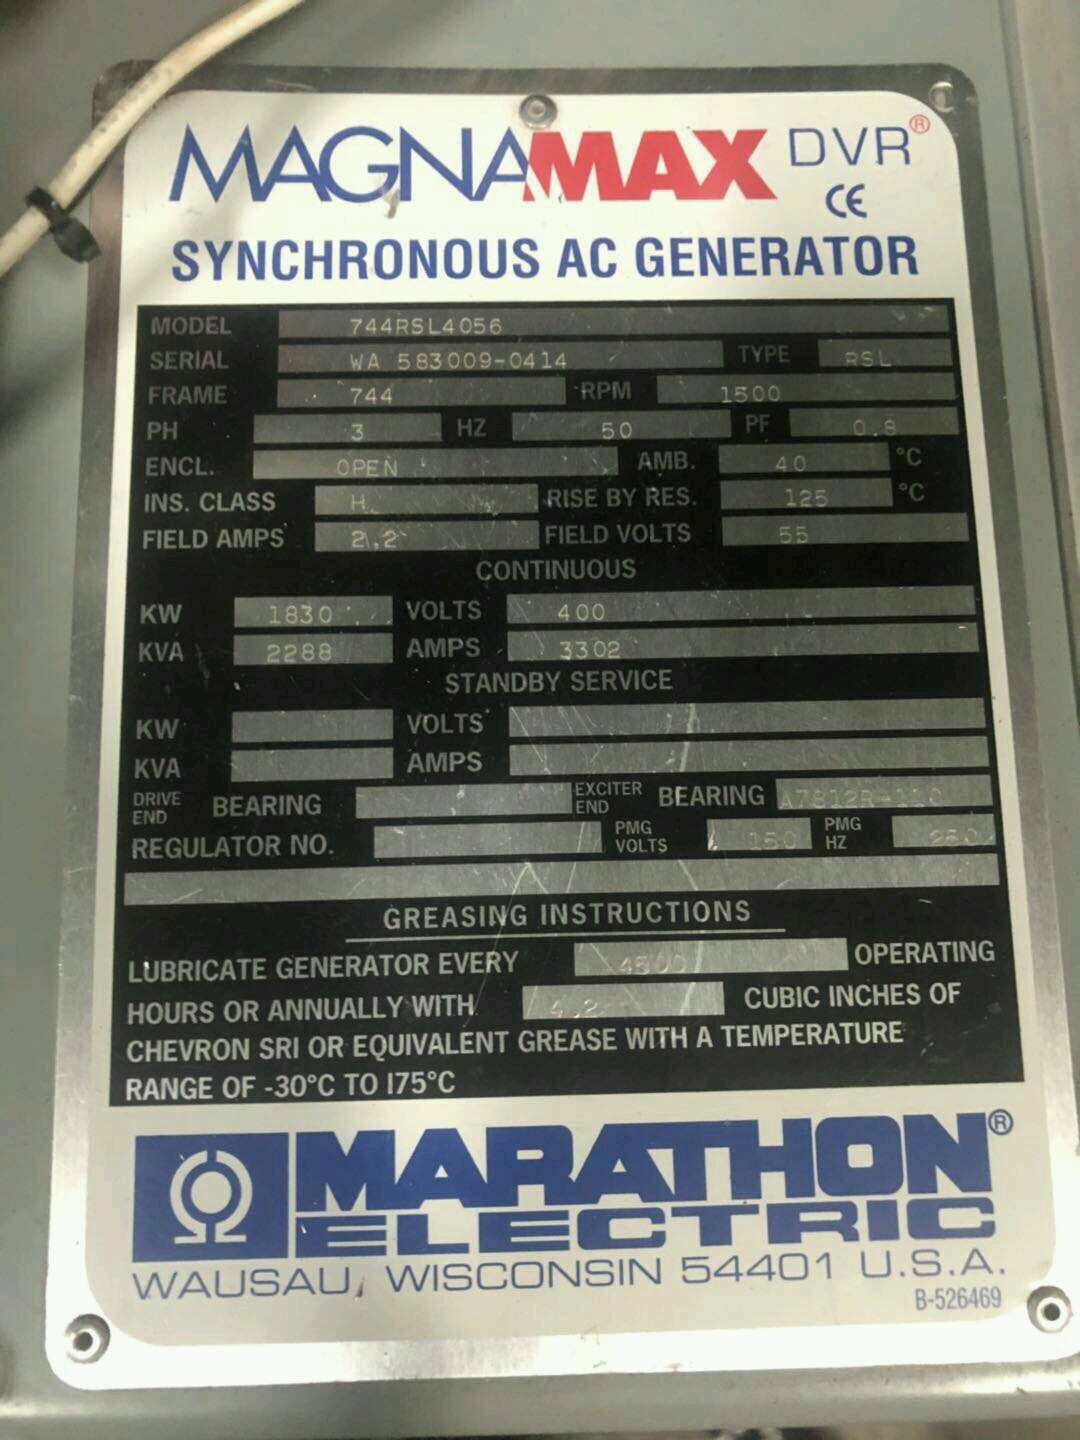 MAGNAMAX DVR®
CE
SYNCHRONOUS AC GENERATOR
MODEL 744RSL4056
SERIAL WA 583009-0414 TYPE RSL
FRAME 744 RPM 1500
PH 3 HZ 50 PF 0.8
ENCL. OPEN AMB. 40 °C
INS. CLASS H RISE BY RES. 125 °C
FIELD AMPS 2.2 FIELD VOLTS 55
CONTINUOUS
KW 1830 VOLTS 400
KVA 2288 AMPS 3302
STANDBY SERVICE
KW VOLTS
KVA AMPS
DRIVE END BEARING EXCITER END BEARING
REGULATOR NO. PMG VOLTS 150 PMG HZ 250
GREASING INSTRUCTIONS
LUBRICATE GENERATOR EVERY 4500 OPERATING
HOURS OR ANNUALLY WITH CUBIC INCHES OF
CHEVRON SRI OR EQUIVALENT GREASE WITH A TEMPERATURE
RANGE OF -30°C TO 175°C
MARATHON®
ELECTRIC
WAUSAU, WISCONSIN 54401 U.S.A.
B-526469